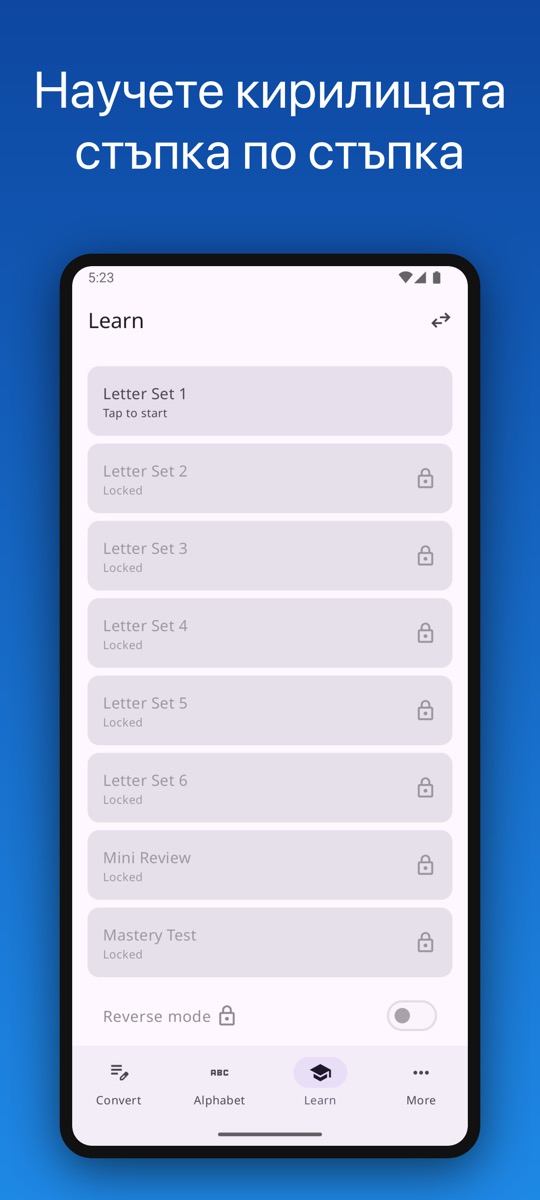 Научете кирилицата
стъпка по стъпка
5:23
Learn
Letter Set 1
Tap to start
Letter Set 2
Locked
Letter Set 3
Locked
Letter Set 4
Locked
Letter Set 5
Locked
Letter Set 6
Locked
Mini Review
Locked
Mastery Test
Locked
Reverse mode
ABC
Convert Alphabet Learn More